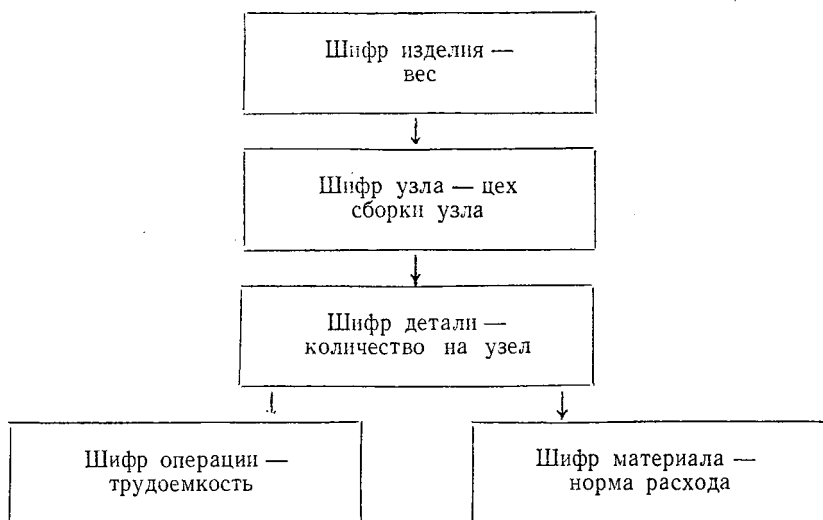 Шифр изделия —
вес
Шифр узла — цех
сборки узла
Шифр детали —
количество на узел
Шифр операции —
трудоемкость
Шифр материала —
норма расхода